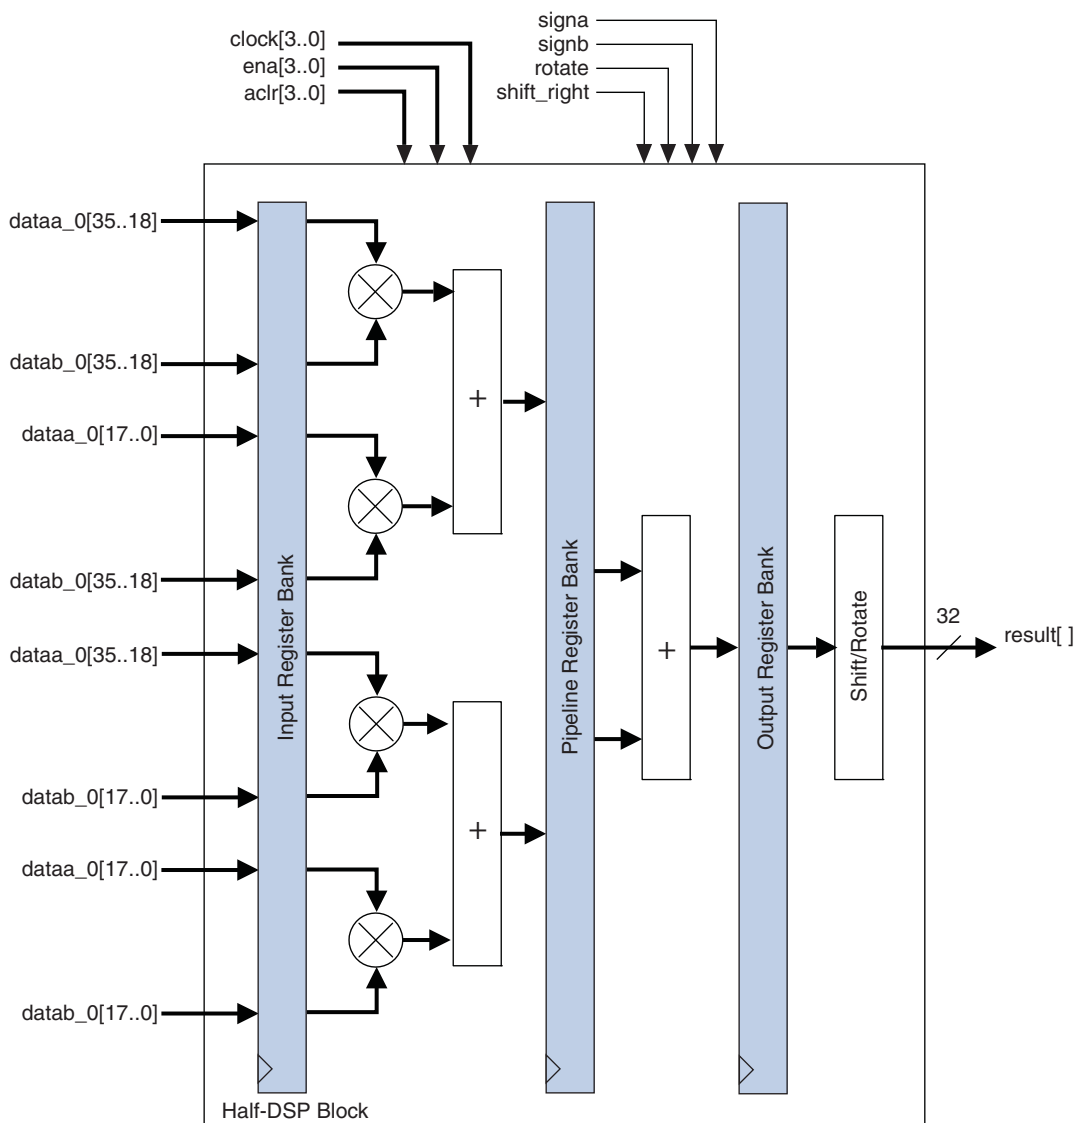 clock[3..0]
ena[3..0]
aclr[3..0]
signa
signb
rotate
shift_right
dataa_0[35..18]
datab_0[35..18]
dataa_0[17..0]
datab_0[35..18]
dataa_0[35..18]
datab_0[17..0]
dataa_0[17..0]
datab_0[17..0]
Input Register Bank
+
+
Pipeline Register Bank
+
Output Register Bank
Shift/Rotate
32
result[ ]
Half-DSP Block